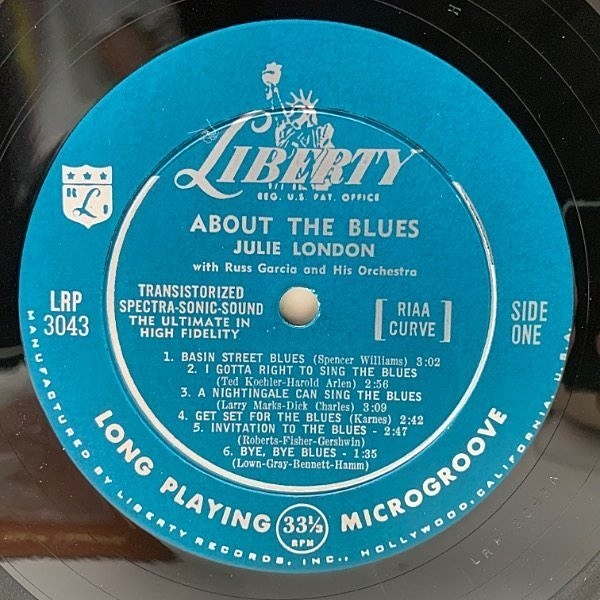 LIBERTY
REG. U.S. PAT. OFFICE
ABOUT THE BLUES
JULIE LONDON
with Russ Garcia and His Orchestra
TRANSISTORIZED
SPECTRA-SONIC-SOUND
THE ULTIMATE IN
HIGH FIDELITY
LRP
3043
[RIAA
CURVE]
SIDE
ONE
1. BASIN STREET BLUES (Spencer Williams) 3:02
2. I GOTTA RIGHT TO SING THE BLUES
(Ted Koehler-Harold Arlen) 2:56
3. A NIGHTINGALE CAN SING THE BLUES
(Larry Marks-Dick Charles) 3:09
4. GET SET FOR THE BLUES (Karnes) 2:42
5. INVITATION TO THE BLUES - 2:47
(Roberts-Fisher-Gershwin)
6. BYE, BYE BLUES - 1:35
(Lown-Gray-Bennett-Hamm)
LONG PLAYING 33⅓ RPM MICROGROOVE
MANUFACTURED BY LIBERTY RECORDS, INC., HOLLYWOOD, CALIFORNIA, U.S.A.